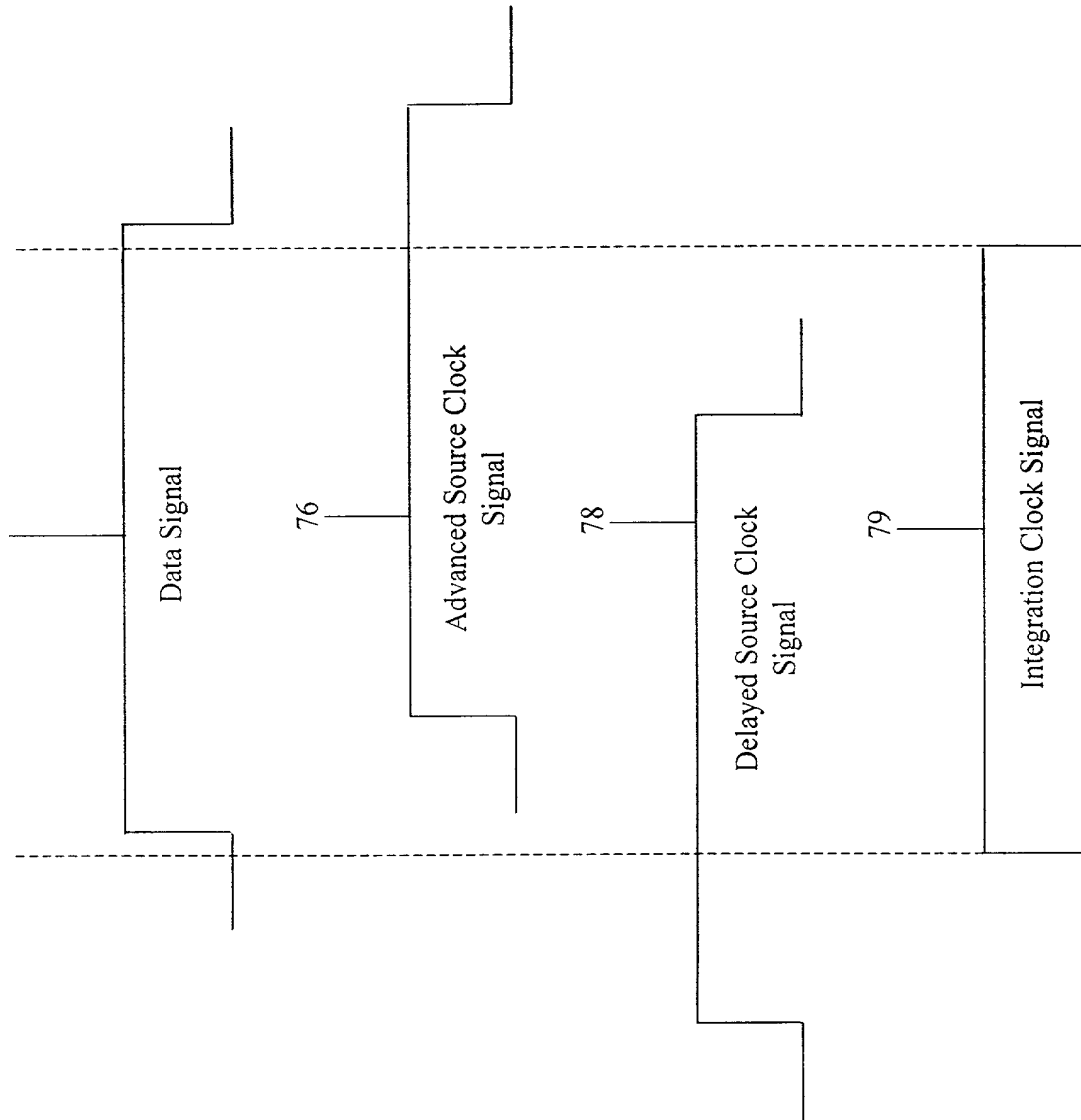 Data Signal
76
Advanced Source Clock
Signal
78
Delayed Source Clock
Signal
79
Integration Clock Signal